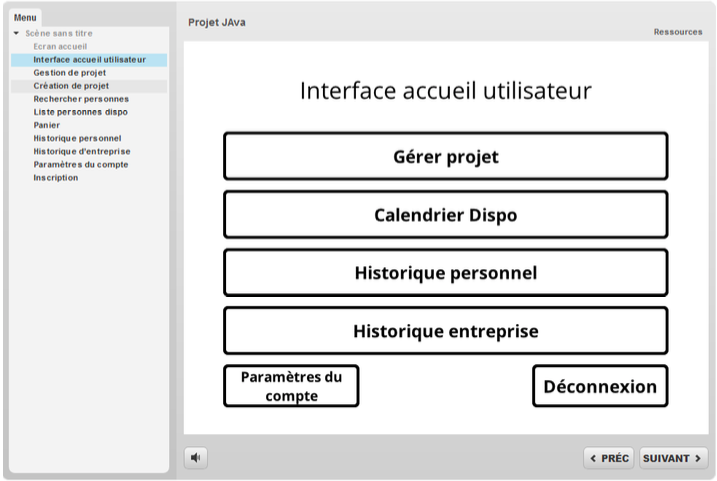 Menu
Scène sans titre
Ecran accueil
Interface accueil utilisateur
Gestion de projet
Création de projet
Rechercher personnes
Liste personnes dispo
Panier
Historique personnel
Historique d'entreprise
Paramètres du compte
Inscription
Projet JAva
Ressources
Interface accueil utilisateur
Gérer projet
Calendrier Dispo
Historique personnel
Historique entreprise
Paramètres du
compte
Déconnexion
PRÉC
SUIVANT